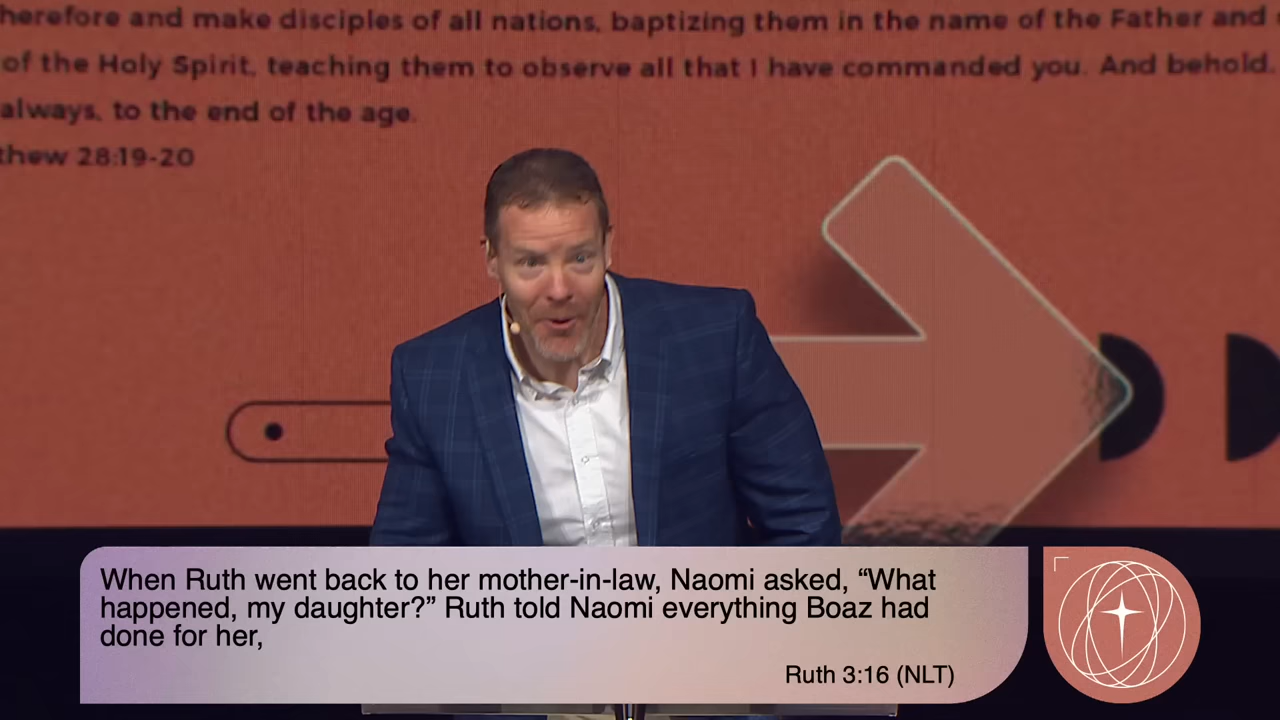 herefore and make disciples of all nations, baptizing them in the name of the Father and
of the Holy Spirit, teaching them to observe all that I have commanded you. And behold.
always, to the end of the age.
thew 28:19-20
When Ruth went back to her mother-in-law, Naomi asked, “What
happened, my daughter?” Ruth told Naomi everything Boaz had
done for her,
Ruth 3:16 (NLT)